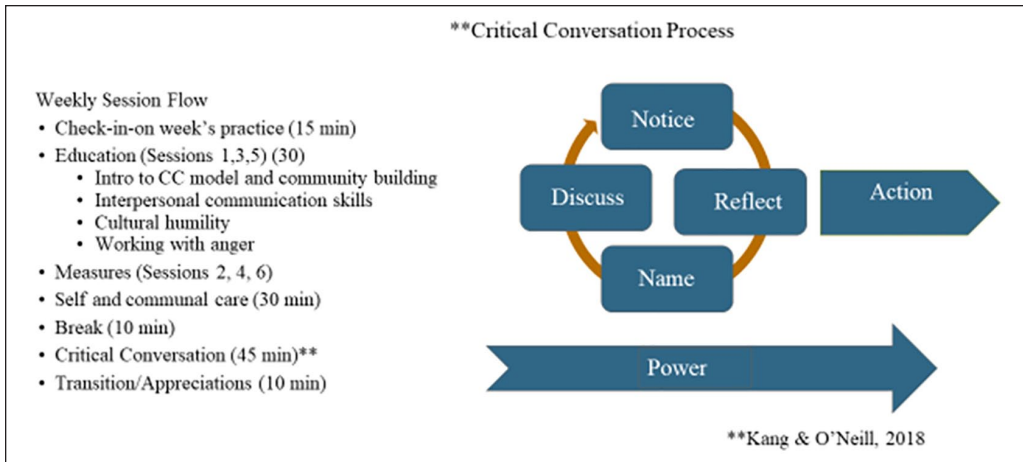 **Critical Conversation Process
Weekly Session Flow
• Check-in-on week's practice (15 min)
• Education (Sessions 1,3,5) (30)
• Intro to CC model and community building
• Interpersonal communication skills
• Cultural humility
• Working with anger
• Measures (Sessions 2, 4, 6)
• Self and communal care (30 min)
• Break (10 min)
• Critical Conversation (45 min)**
• Transition/Appreciations (10 min)
Notice
Discuss
Reflect
Name
Action
Power
**Kang & O'Neill, 2018